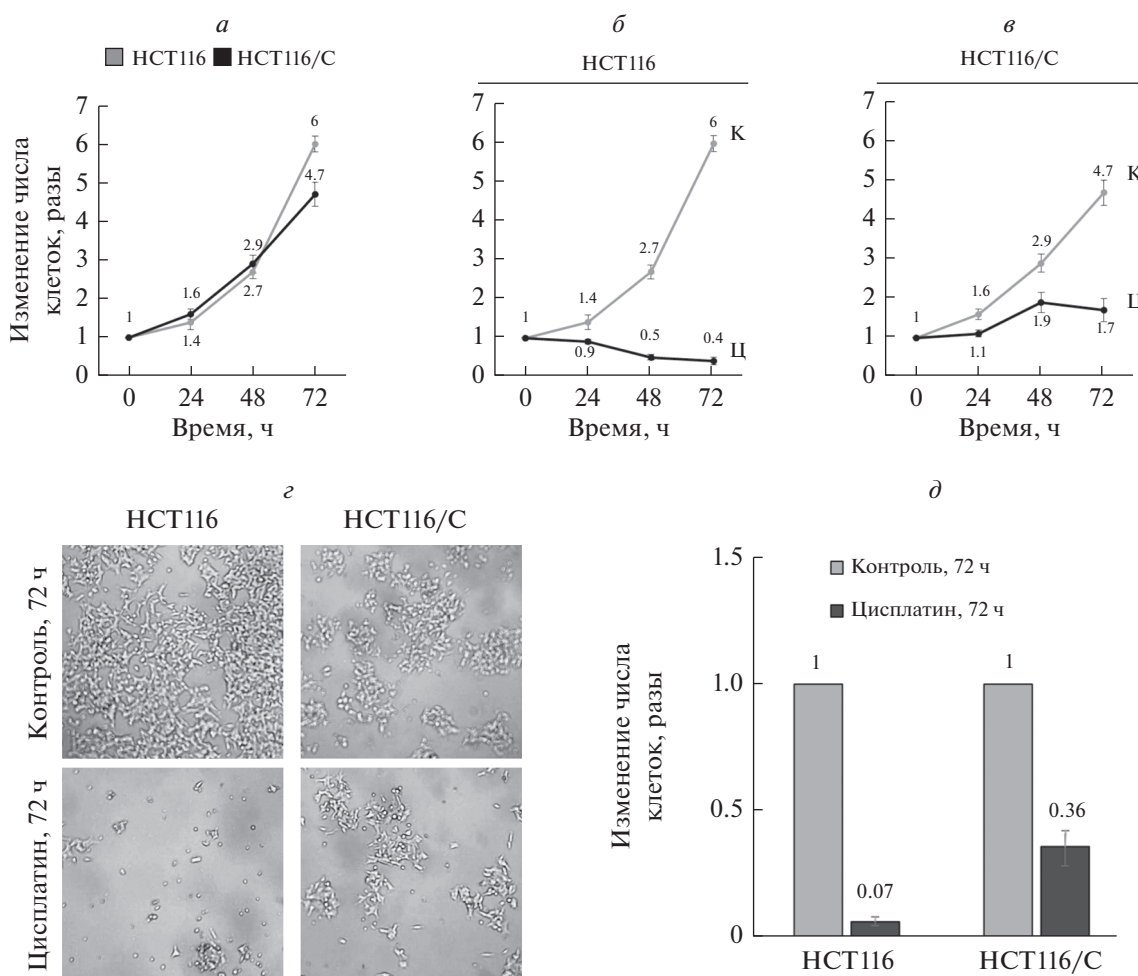 а
HCT116 HCT116/C
Изменение числа
клеток, разы
7
6
5
4
3
2
1
0
1
1.6
1.4
2.9
2.7
6
4.7
0 24 48 72
Время, ч
б
HCT116
7
6
5
4
3
2
1
0
1
1.4
0.9
2.7
0.5
6
0.4
К
Ц
0 24 48 72
Время, ч
в
HCT116/C
7
6
5
4
3
2
1
0
1
1.6
1.1
2.9
1.9
4.7
1.7
К
Ц
0 24 48 72
Время, ч
г
HCT116 HCT116/C
Контроль, 72 ч
Цисплатин, 72 ч
д
Изменение числа
клеток, разы
1.5
1.0
0.5
0
Контроль, 72 ч
Цисплатин, 72 ч
1
0.07
1
0.36
HCT116 HCT116/C